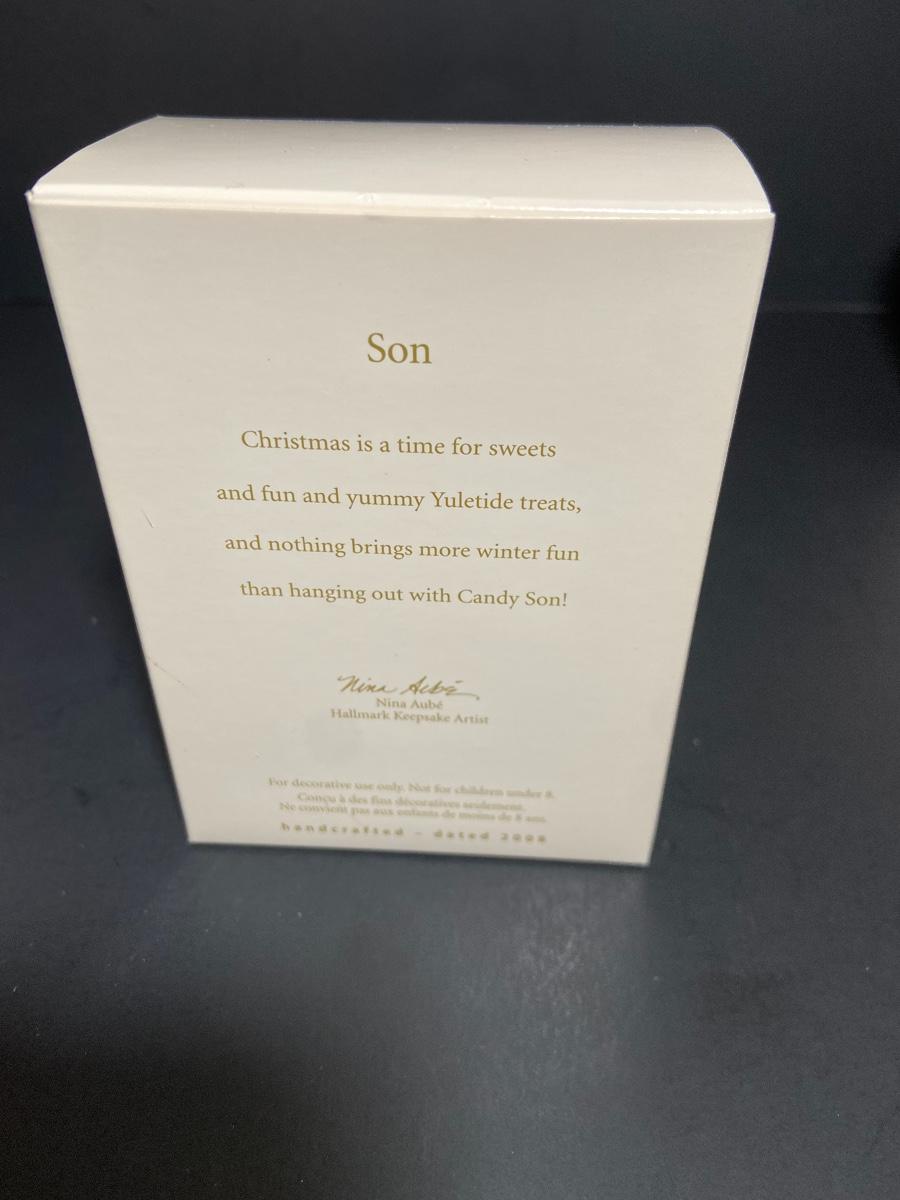 Son
Christmas is a time for sweets
and fun and yummy Yuletide treats,
and nothing brings more winter fun
than hanging out with Candy Son!
Nina Aubé
Nina Aubé
Hallmark Keepsake Artist
For decorative use only. Not for children under 8.
Conçu à des fins décoratives seulement.
Ne convient pas aux enfants de moins de 8 ans.
handcrafted – dated 2008